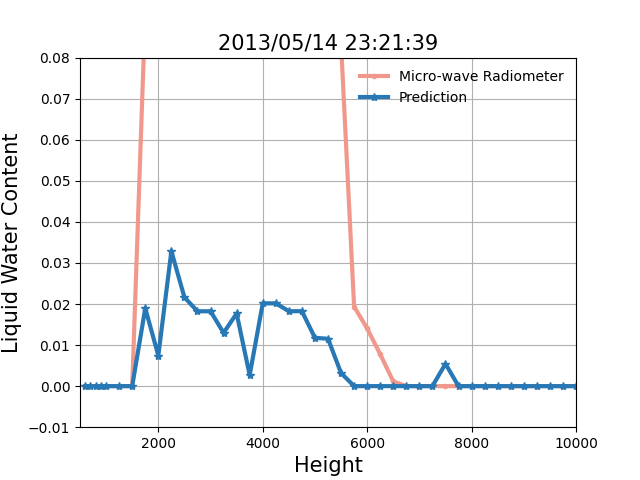 2013/05/14 23:21:39
Micro-wave Radiometer
Prediction
Liquid Water Content
0.08
0.07
0.06
0.05
0.04
0.03
0.02
0.01
0.00
−0.01
2000 4000 6000 8000 10000
Height